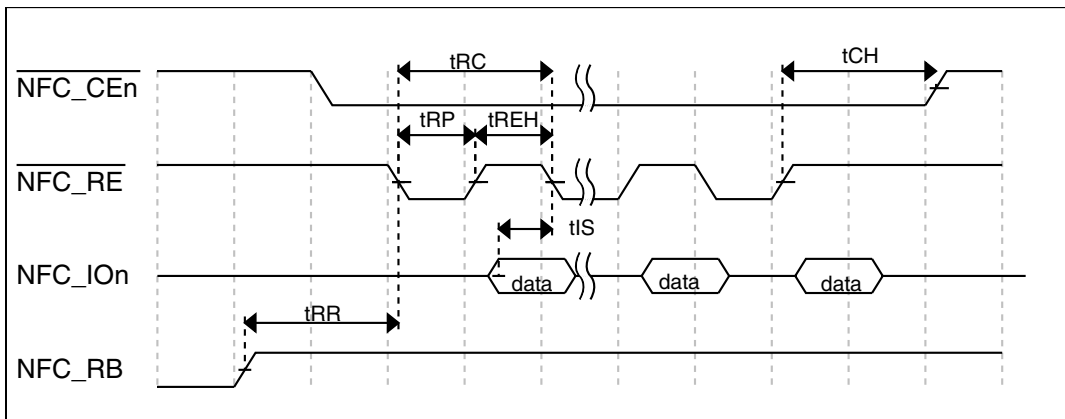 tRC
tCH
NFC_CEn
tRP
tREH
NFC_RE
tIS
NFC_IOn
data
data
data
tRR
NFC_RB